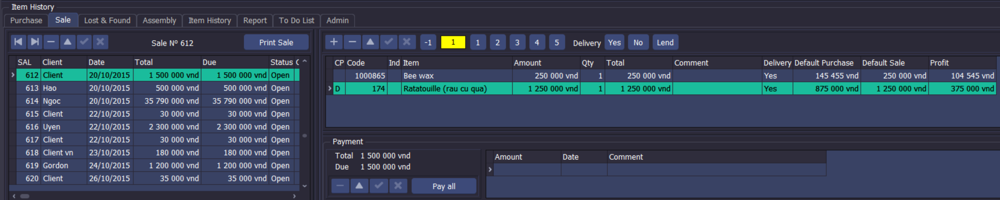 Item History
Purchase Sale Lost & Found Assembly Item History Report To Do List Admin
Sale Nº 612 Print Sale
SAL Client Date Total Due Status
612 Client 20/10/2015 1 500 000 vnd 1 500 000 vnd Open
613 Hao 20/10/2015 500 000 vnd 500 000 vnd Open
614 Ngoc 20/10/2015 35 790 000 vnd 35 790 000 vnd Open
615 Client 22/10/2015 30 000 vnd 30 000 vnd Open
616 Uyen 22/10/2015 2 300 000 vnd 2 300 000 vnd Open
617 Client 22/10/2015 30 000 vnd 30 000 vnd Open
618 Client vn 23/10/2015 180 000 vnd 180 000 vnd Open
619 Gordon 24/10/2015 1 200 000 vnd 1 200 000 vnd Open
620 Client 26/10/2015 35 000 vnd 35 000 vnd Open
-1 1 1 2 3 4 5 Delivery Yes No Lend
CP Code Ind Item Amount Qty Total Comment Delivery Default Purchase Default Sale Profit
1000865 Bee wax 250 000 vnd 1 250 000 vnd Yes 145 455 vnd 250 000 vnd 104 545 vnd
D 174 Ratatouille (rau cu qua) 1 250 000 vnd 1 1 250 000 vnd Yes 875 000 vnd 1 250 000 vnd 375 000 vnd
Payment
Total 1 500 000 vnd
Due 1 500 000 vnd
Pay all
Amount Date Comment